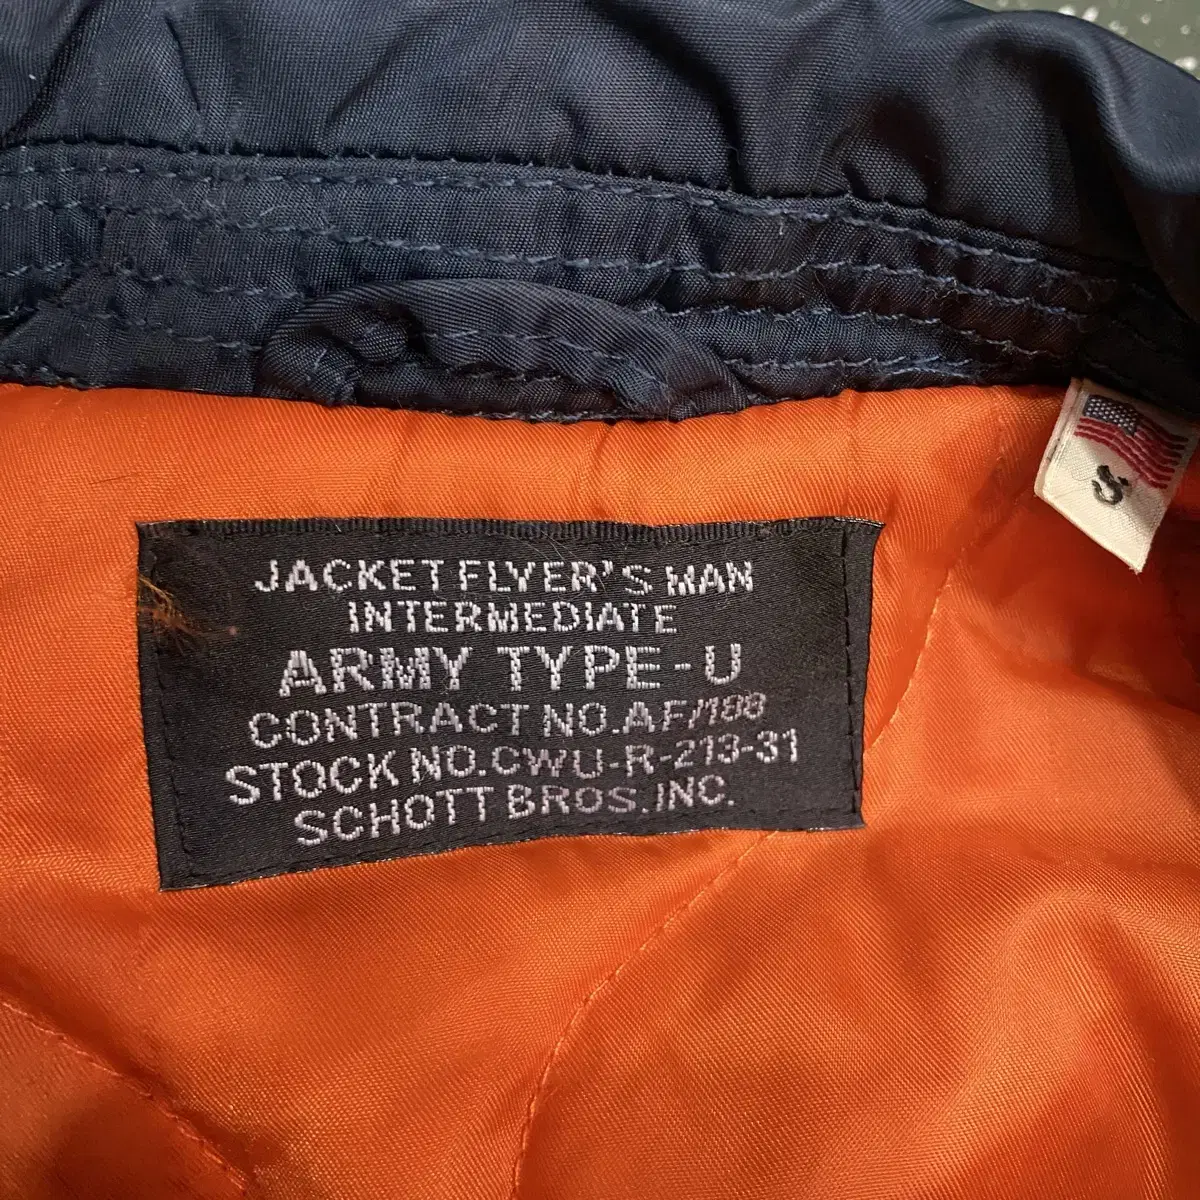 JACKET FLYER'S MAN
INTERMEDIATE
ARMY TYPE-U
CONTRACT NO.AF/188
STOCK NO.CWU-R-213-31
SCHOTT BROS.INC.
S